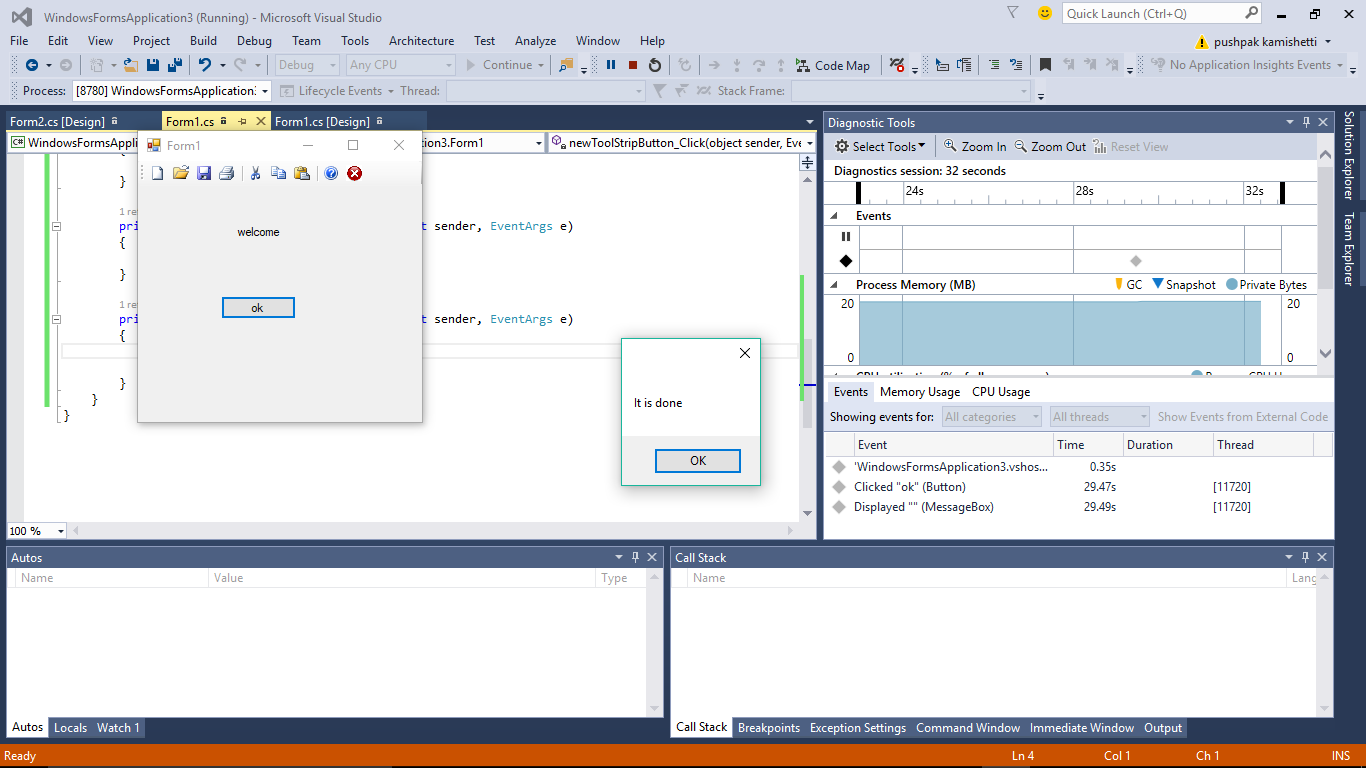 WindowsFormsApplication3 (Running) - Microsoft Visual Studio
Quick Launch (Ctrl+Q)
File Edit View Project Build Debug Team Tools Architecture Test Analyze Window Help
pushpak kamishetti
Debug Any CPU Continue Code Map No Application Insights Events
Process: [8780] WindowsFormsApplication3. Lifecycle Events Thread: Stack Frame:
Form2.cs [Design] Form1.cs Form1.cs [Design]
C# WindowsFormsAppli
ion3.Form1
newToolStripButton_Click(object sender, Eve
Form1
{
}
1 re
pri t sender, EventArgs e)
{
}
1 re
pri t sender, EventArgs e)
{
}
}
}
welcome
ok
It is done
OK
100 %
Diagnostic Tools
Select Tools Zoom In Zoom Out Reset View
Diagnostics session: 32 seconds
24s 28s 32s
Events
Process Memory (MB) GC Snapshot Private Bytes
20 20
0 0
Events Memory Usage CPU Usage
Showing events for: All categories All threads Show Events from External Code
Event Time Duration Thread
'WindowsFormsApplication3.vshos... 0.35s
Clicked "ok" (Button) 29.47s [11720]
Displayed "" (MessageBox) 29.49s [11720]
Solution Explorer
Team Explorer
Autos
Name Value Type
Autos Locals Watch 1
Call Stack
Name Lang
Call Stack Breakpoints Exception Settings Command Window Immediate Window Output
Ready Ln 4 Col 1 Ch 1 INS